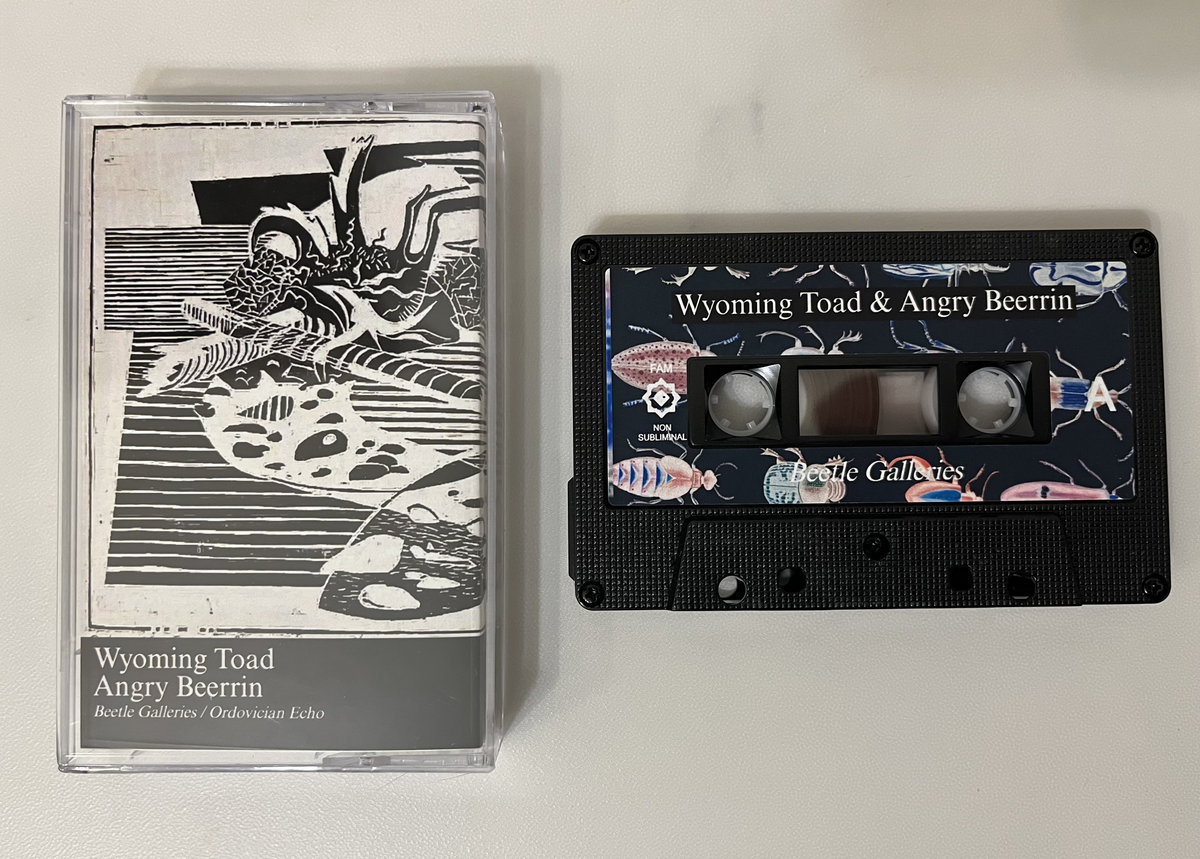 Wyoming Toad
Angry Beerrin
Beetle Galleries / Ordovician Echo
Wyoming Toad & Angry Beerrin
FAM
NON
SUBLIMINAL
A
Beetle Galleries